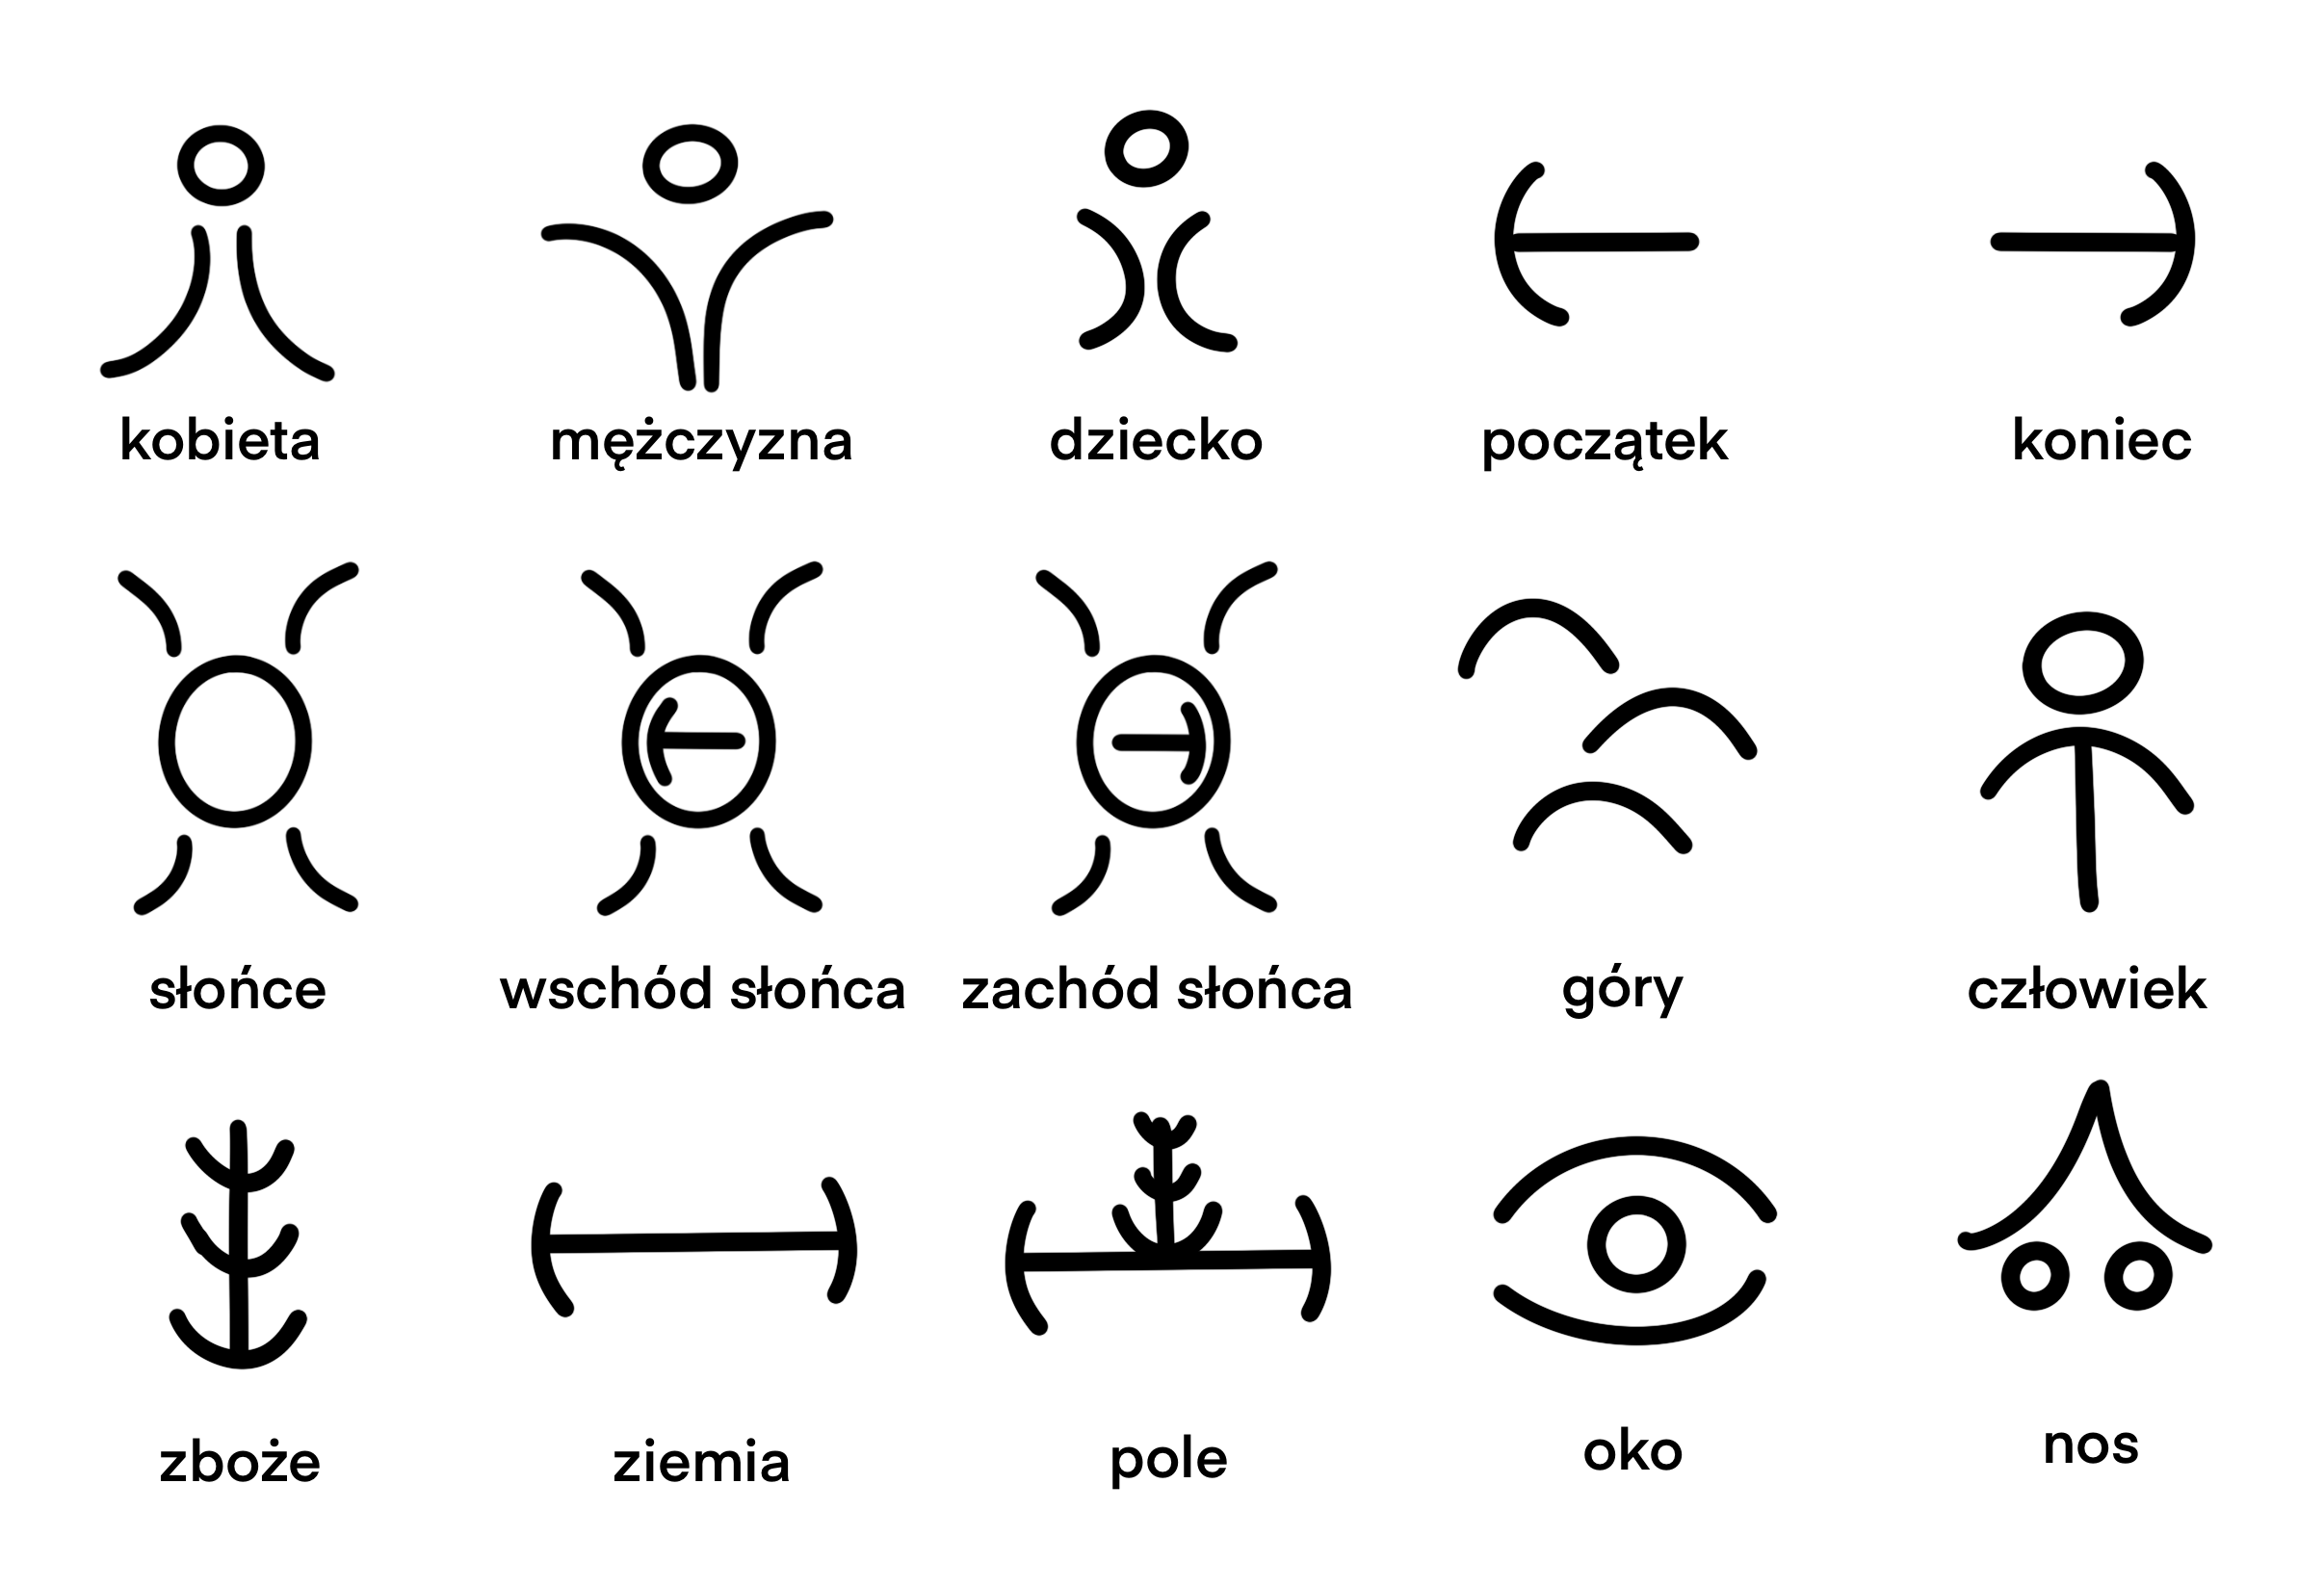 kobieta mężczyzna dziecko początek koniec
słońce wschód słońca zachód słońca góry człowiek
zboże ziemia pole oko nos